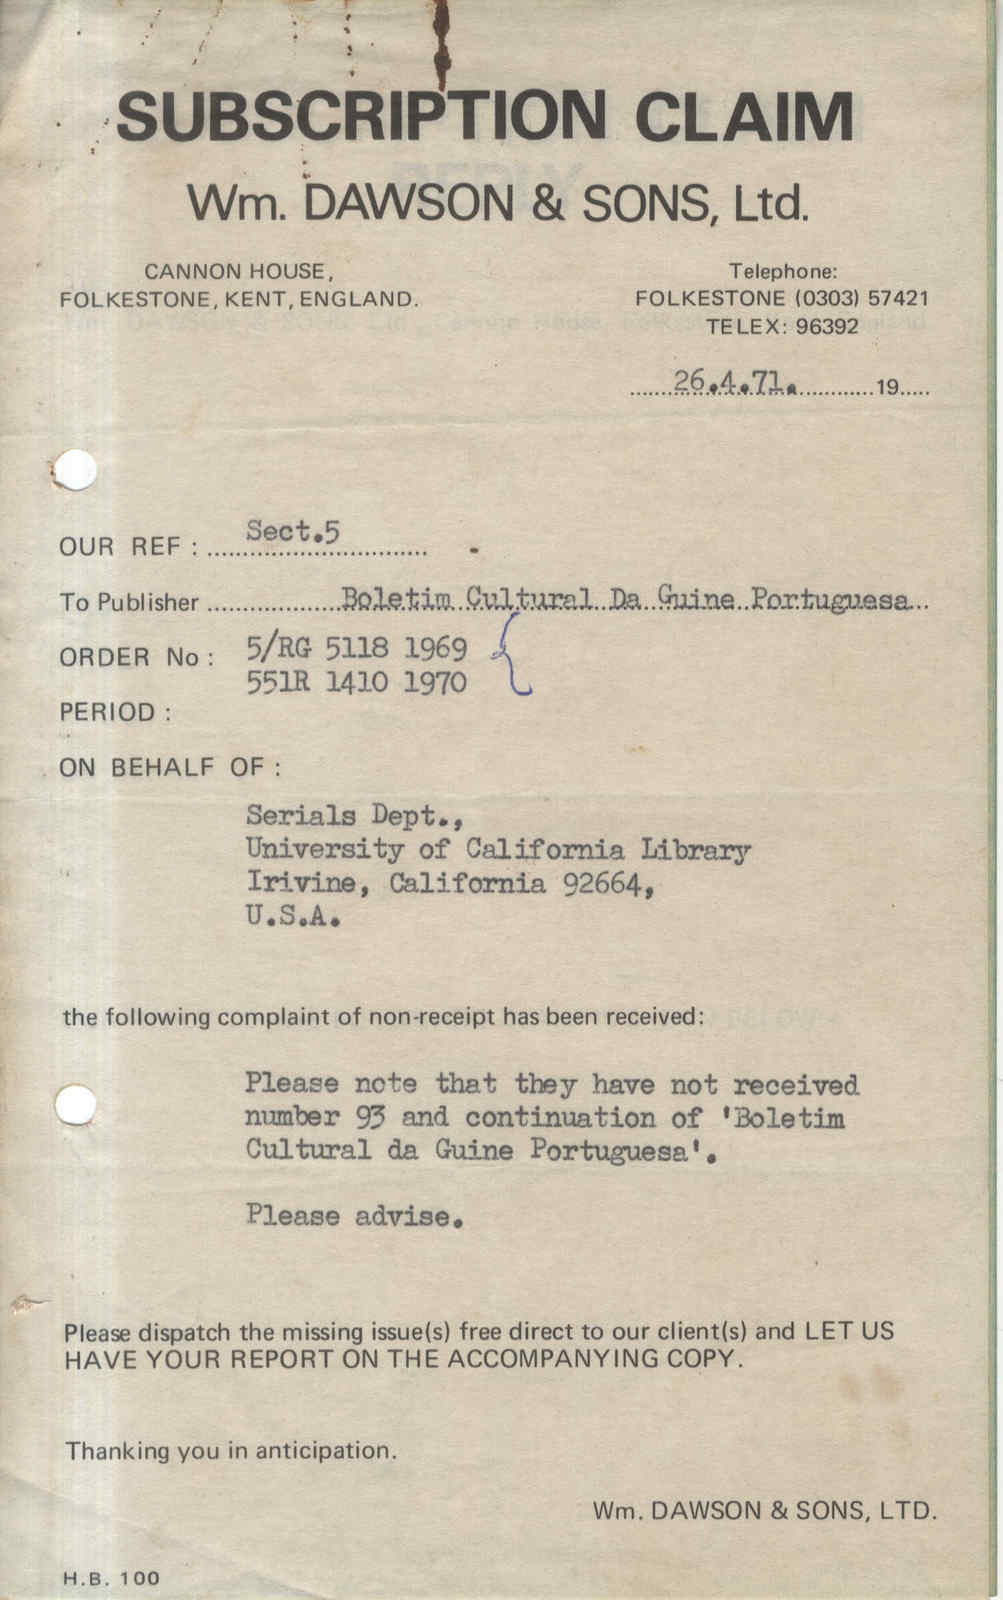 SUBSCRIPTION CLAIM
Wm. DAWSON & SONS, Ltd.
CANNON HOUSE,
FOLKESTONE, KENT, ENGLAND.
Telephone:
FOLKESTONE (0303) 57421
TELEX: 96392
26.4.71. 19.....
OUR REF : Sect.5
To Publisher Boletim Cultural Da Guine Portuguesa
ORDER No : 5/RG 5118 1969
551R 1410 1970
PERIOD :
ON BEHALF OF :
Serials Dept.,
University of California Library
Irivine, California 92664,
U.S.A.
the following complaint of non-receipt has been received:
Please note that they have not received
number 93 and continuation of 'Boletim
Cultural da Guine Portuguesa'.
Please advise.
Please dispatch the missing issue(s) free direct to our client(s) and LET US
HAVE YOUR REPORT ON THE ACCOMPANYING COPY.
Thanking you in anticipation.
Wm. DAWSON & SONS, LTD.
H.B. 100